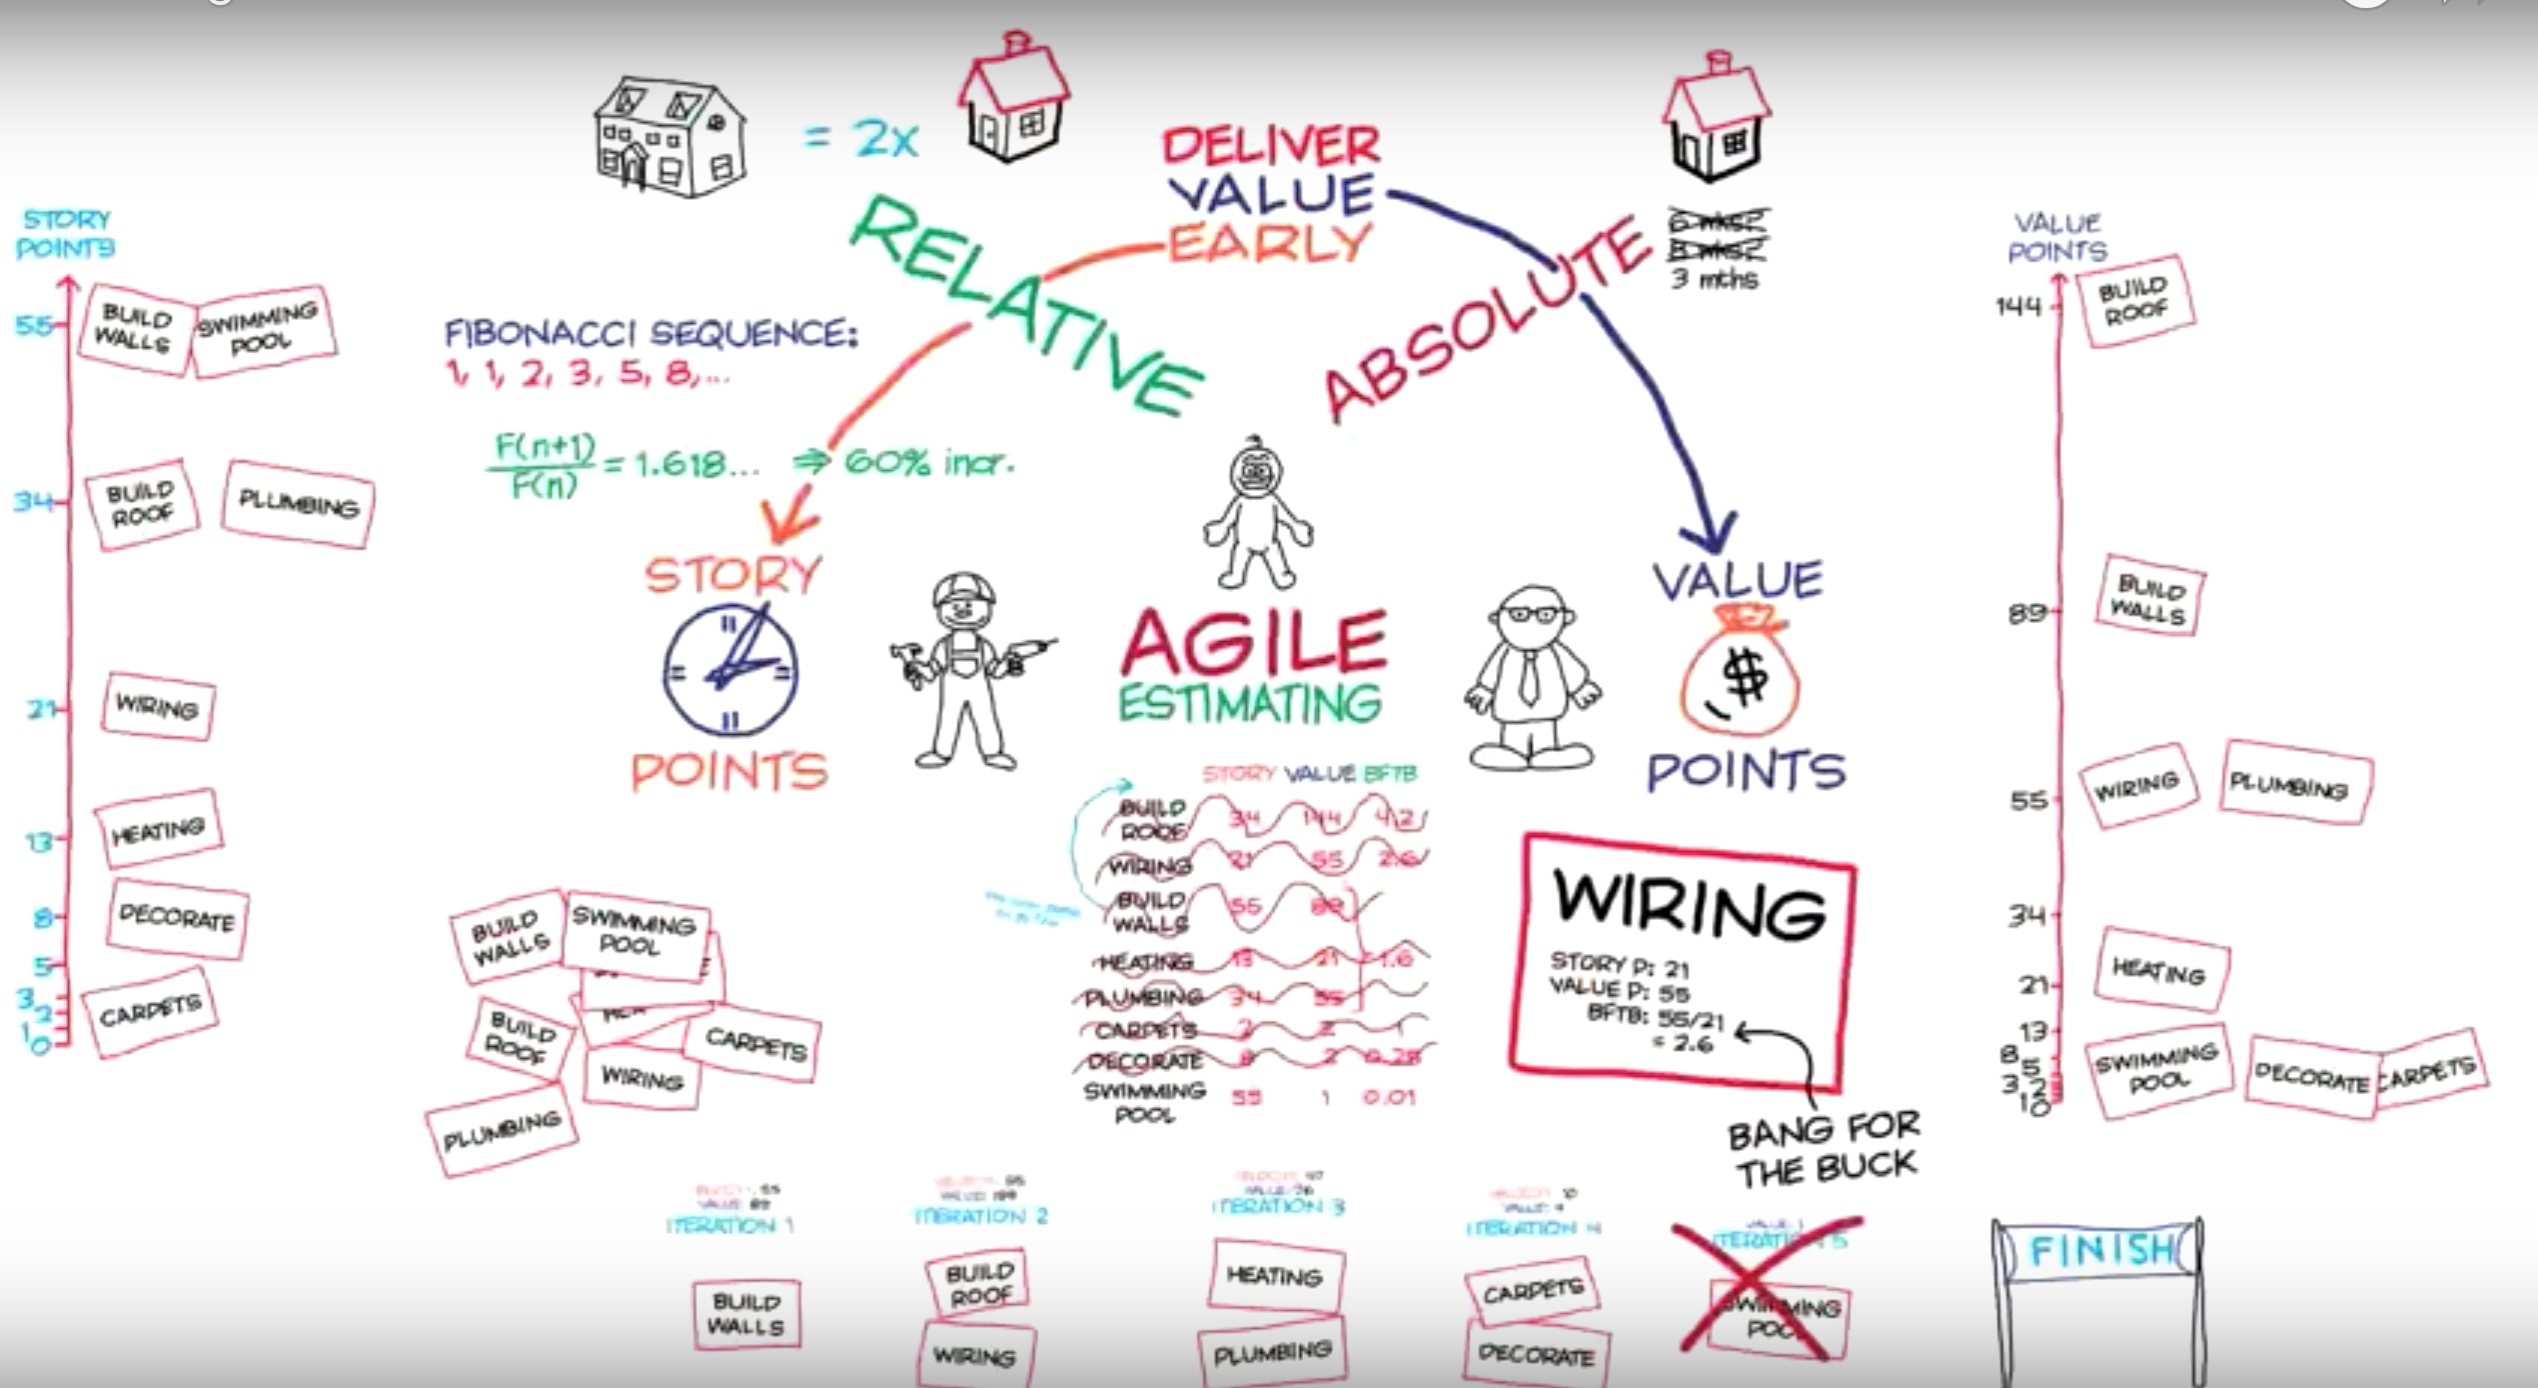 = 2X
DELIVER
VALUE
EARLY
RELATIVE
ABSOLUTE
6 wks?
8 wks?
3 mths
STORY
POINTS
55
34
21
13
8
5
3
2
1
0
BUILD
WALLS
SWIMMING
POOL
BUILD
ROOF
PLUMBING
WIRING
HEATING
DECORATE
CARPETS
FIBONACCI SEQUENCE:
1, 1, 2, 3, 5, 8,...
F(n+1)
F(n)
= 1.618... ⇒ 60% incr.
STORY
POINTS
AGILE
ESTIMATING
VALUE
$
POINTS
VALUE
POINTS
144
89
55
34
21
13
8
5
3
2
1
0
BUILD
ROOF
BUILD
WALLS
WIRING
PLUMBING
HEATING
SWIMMING
POOL
DECORATE
CARPETS
BUILD
WALLS
SWIMMING
POOL
BUILD
ROOF
CARPETS
WIRING
PLUMBING
STORY VALUE BFTB
BUILD
ROOF 34 144 4.2
WIRING 21 55 2.6
BUILD
WALLS 55 89
HEATING 13 21 1.6
PLUMBING 34 55
CARPETS 2 2 1
DECORATE 8 2 0.25
SWIMMING
POOL 55 1 0.01
WIRING
STORY P: 21
VALUE P: 55
BFTB: 55/21
= 2.6
BANG FOR
THE BUCK
VALUE: 89
ITERATION 1
BUILD
WALLS
ITERATION 2
BUILD
ROOF
WIRING
ITERATION 3
HEATING
PLUMBING
ITERATION 4
CARPETS
DECORATE
ITERATION 5
SWIMMING
POOL
FINISH